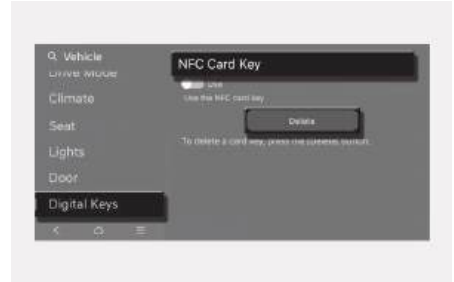 Vehicle
Drive Mode
Climate
Seat
Lights
Door
Digital Keys
NFC Card Key
Use
Use the NFC card key
Delete
To delete a card key, press the [Delete] button.